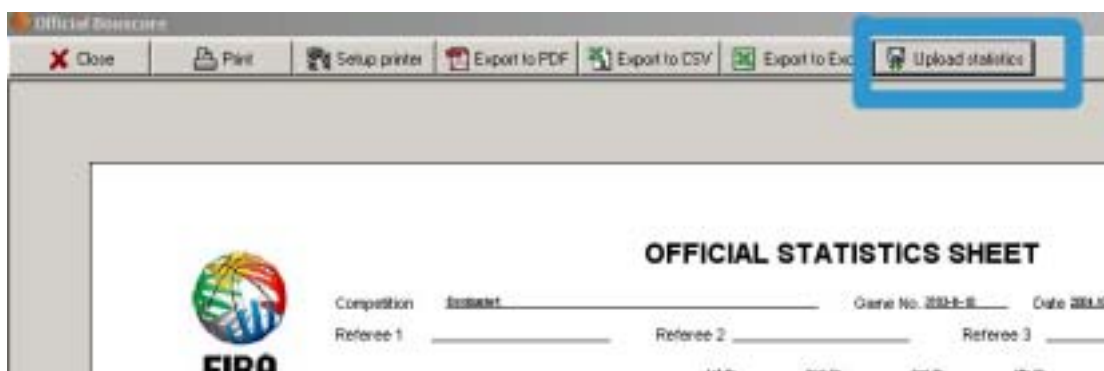 Official Boxscore
Close Print Setup printer Export to PDF Export to CSV Export to Exc Upload statistics
OFFICIAL STATISTICS SHEET
Competition Game No. Date
Referee 1 Referee 2 Referee 3
FIBA